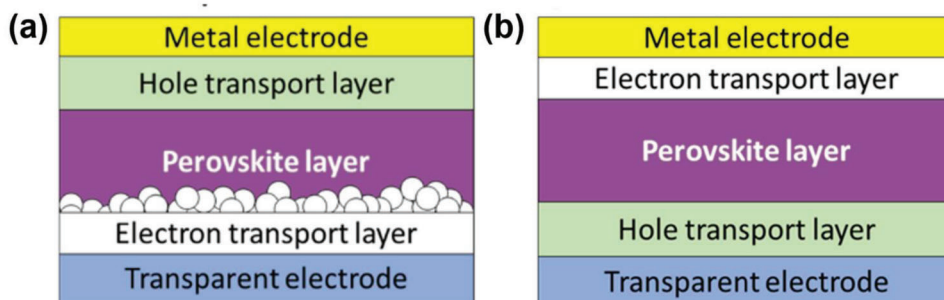 (a)
Metal electrode
Hole transport layer
Perovskite layer
Electron transport layer
Transparent electrode
(b)
Metal electrode
Electron transport layer
Perovskite layer
Hole transport layer
Transparent electrode